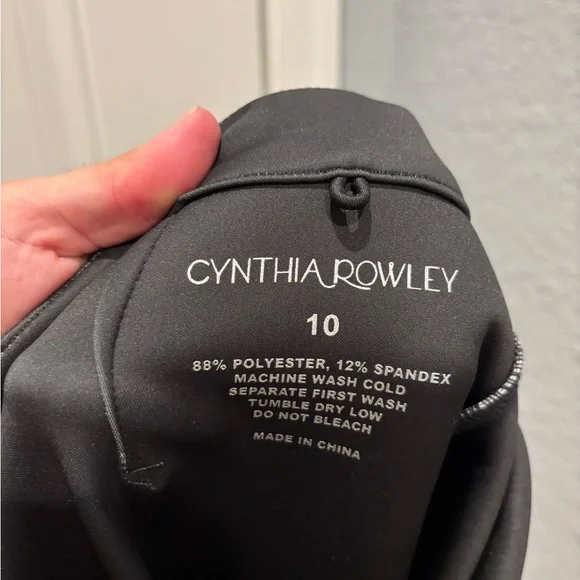 CYNTHIA ROWLEY
10
88% POLYESTER, 12% SPANDEX
MACHINE WASH COLD
SEPARATE FIRST WASH
TUMBLE DRY LOW
DO NOT BLEACH
MADE IN CHINA